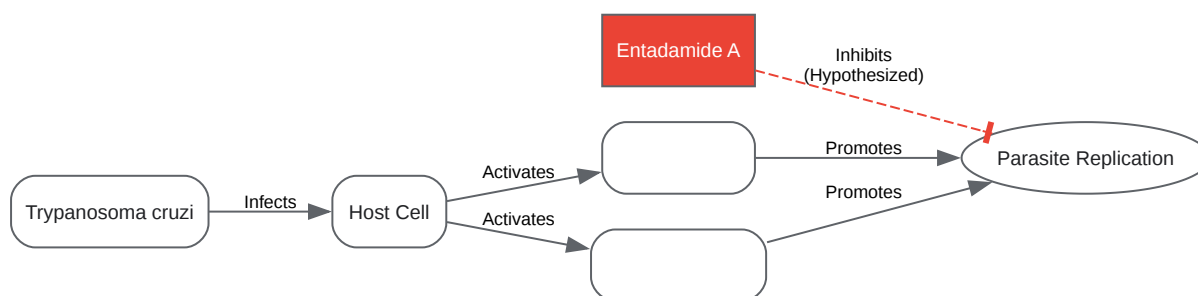 Entadamide A
Inhibits
(Hypothesized)
Promotes
Parasite Replication
Activates
Promotes
Trypanosoma cruzi
Infects
Host Cell
Activates